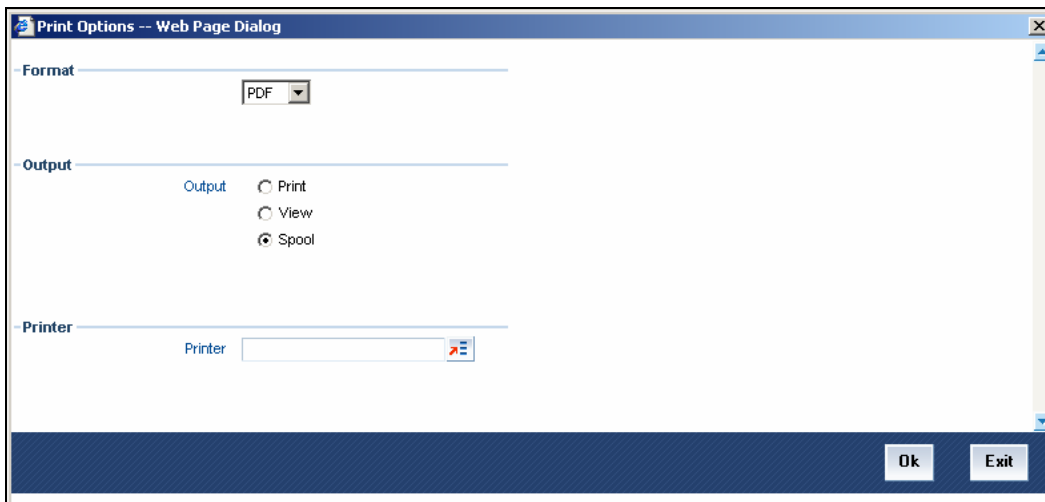 Print Options -- Web Page Dialog
Format
PDF
Output
Output Print
View
Spool
Printer
Printer
Ok Exit